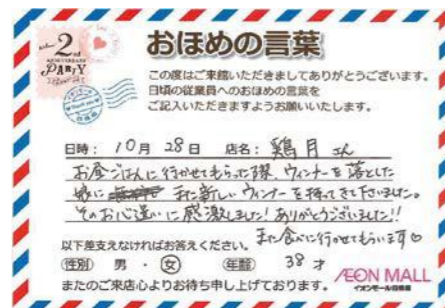 2nd
ANNIVERSARY
PARTY
おほめの言葉
この度はご来館いただきましてありがとうございます。
日頃の従業員へのおほめの言葉を
ご記入いただきますようお願いいたします。
日時: 10月 28日 店名: 鶏月 さん
お昼ごはんに行かせてもらった際、ウィンナーを落とした
娘に また新しいウィンナーを持ってきて下さいました。
そのお心遣いに感激しました!ありがとうございました!!
また食べに行かせてもらいます♡
以下差支えなければお答えください。
性別 男 ・ 女 年齢 38 才
またのご来店心よりお待ち申し上げております。
ÆON MALL
イオンモール